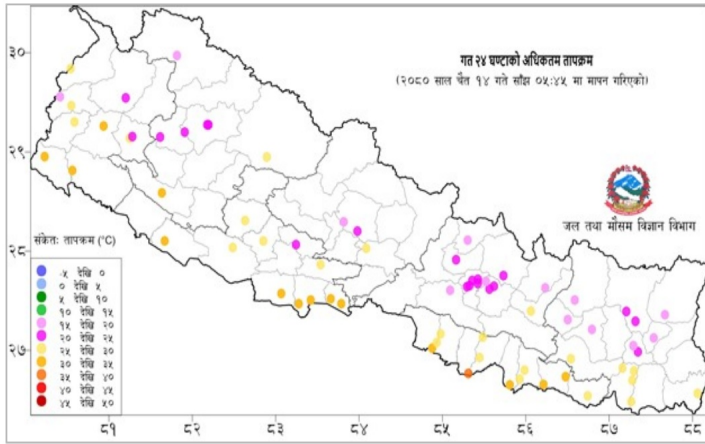 गत २४ घण्टाको अधिकतम तापक्रम
(२०८० साल चैत १४ गते साँझ ०५:४५ मा मापन गरिएको)
३०
२९
२८
२७
जल तथा मौसम विज्ञान विभाग
संकेतः तापक्रम (°C)
-५ देखि ०
० देखि ५
५ देखि १०
१० देखि १५
१५ देखि २०
२० देखि २५
२५ देखि ३०
३० देखि ३५
३५ देखि ४०
४० देखि ४५
४५ देखि ५०
८१ ८२ ८३ ८४ ८५ ८६ ८७ ८८